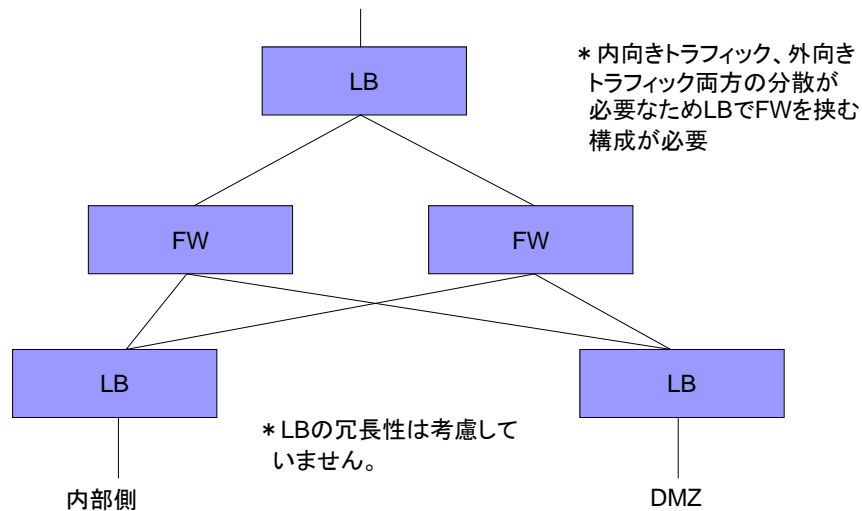 LB
*内向きトラフィック、外向き
トラフィック両方の分散が
必要なためLBでFWを挟む
構成が必要
FW
FW
LB
LB
*LBの冗長性は考慮して
いません。
内部側
DMZ